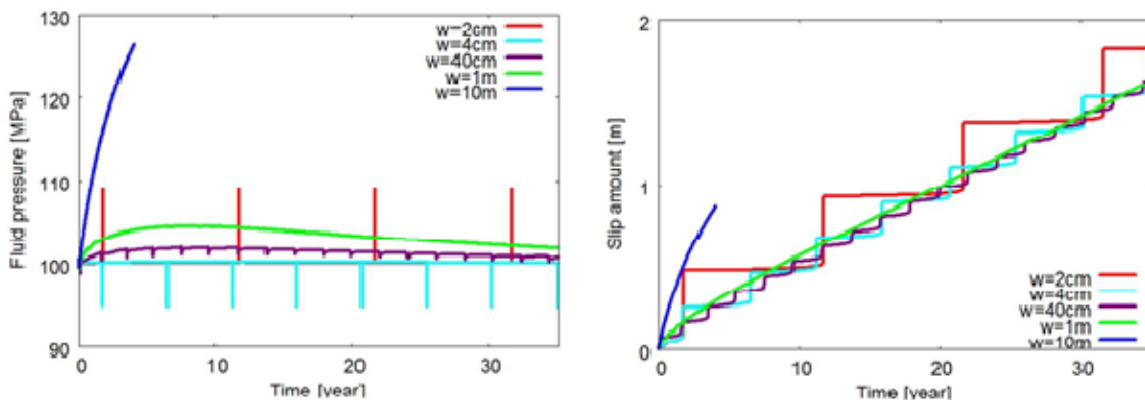 130
120
110
100
90
Fluid pressure [MPa]
w=2cm
w=4cm
w=40cm
w=1m
w=10m
0 10 20 30
Time [year]
2
1
0
Slip amount [m]
w=2cm
w=4cm
w=40cm
w=1m
w=10m
0 10 20 30
Time [year]